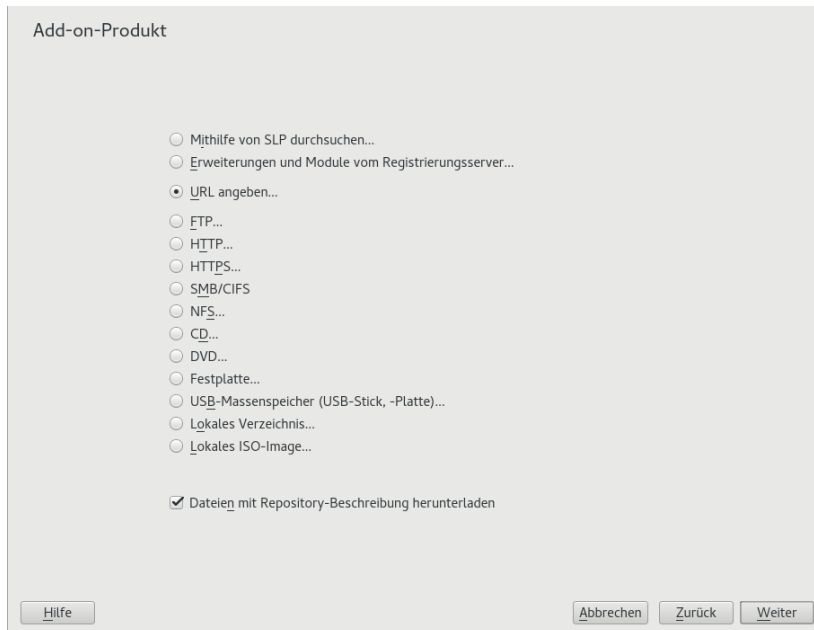 Add-on-Produkt
Mithilfe von SLP durchsuchen...
Erweiterungen und Module vom Registrierungsserver...
URL angeben...
FTP...
HTTP...
HTTPS...
SMB/CIFS
NFS...
CD...
DVD...
Festplatte...
USB-Massenspeicher (USB-Stick, -Platte)...
Lokales Verzeichnis...
Lokales ISO-Image...
Dateien mit Repository-Beschreibung herunterladen
Hilfe Abbrechen Zurück Weiter